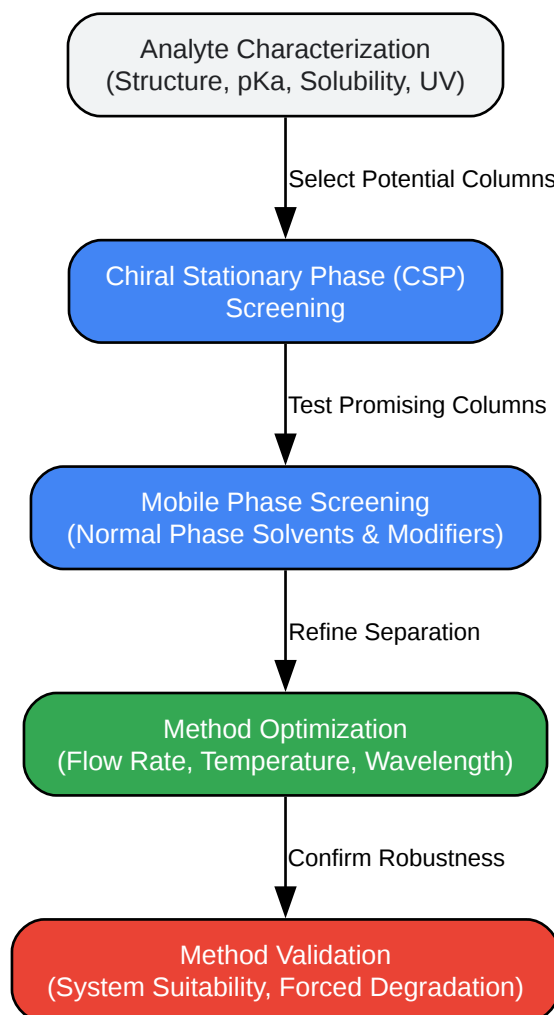 Analyte Characterization
(Structure, pKa, Solubility, UV)
Select Potential Columns
Chiral Stationary Phase (CSP)
Screening
Test Promising Columns
Mobile Phase Screening
(Normal Phase Solvents & Modifiers)
Refine Separation
Method Optimization
(Flow Rate, Temperature, Wavelength)
Confirm Robustness
Method Validation
(System Suitability, Forced Degradation)